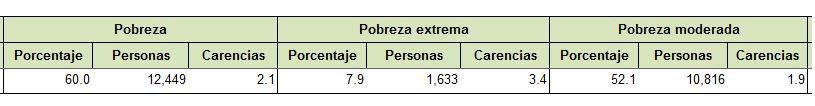 Pobreza Pobreza extrema Pobreza moderada
Porcentaje Personas Carencias Porcentaje Personas Carencias Porcentaje Personas Carencias
60.0 12,449 2.1 7.9 1,633 3.4 52.1 10,816 1.9